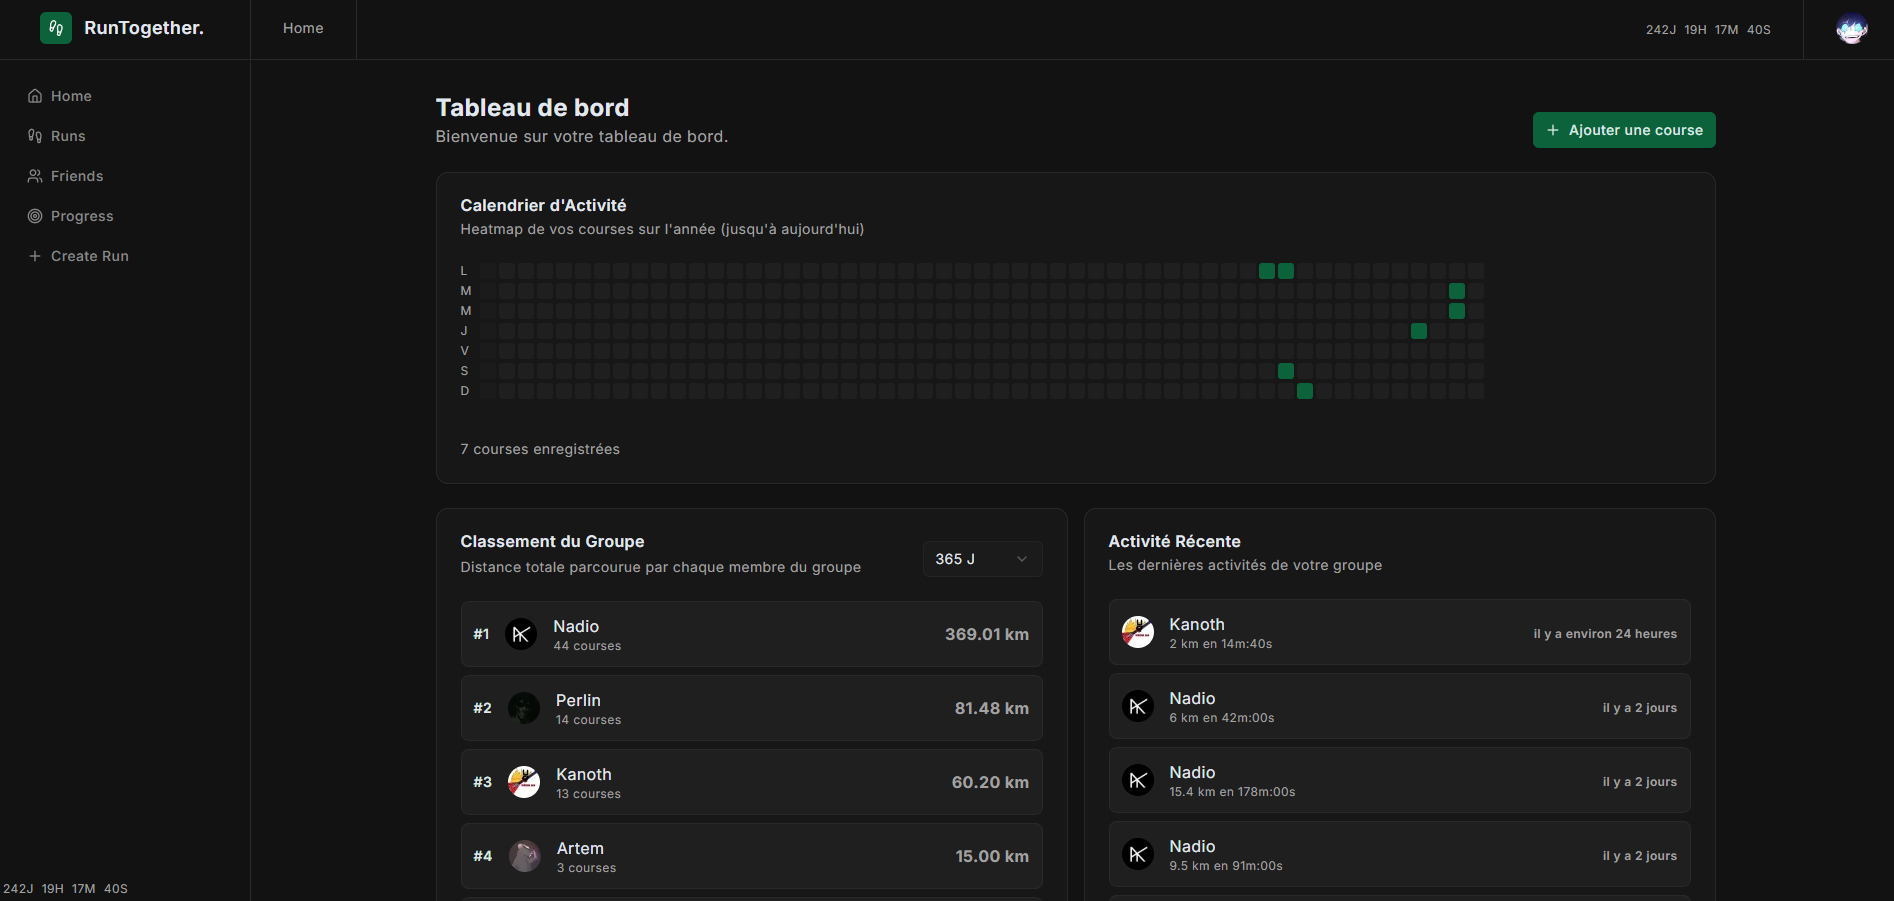 RunTogether.
Home
242J 19H 17M 40S
Home
Runs
Friends
Progress
Create Run
242J 19H 17M 40S
Tableau de bord
Bienvenue sur votre tableau de bord.
Ajouter une course
Calendrier d'Activité
Heatmap de vos courses sur l'année (jusqu'à aujourd'hui)
L
M
M
J
V
S
D
7 courses enregistrées
Classement du Groupe
Distance totale parcourue par chaque membre du groupe
365 J
#1
Nadio
44 courses
369.01 km
#2
Perlin
14 courses
81.48 km
#3
Kanoth
13 courses
60.20 km
#4
Artem
3 courses
15.00 km
Activité Récente
Les dernières activités de votre groupe
Kanoth
2 km en 14m:40s
il y a environ 24 heures
Nadio
6 km en 42m:00s
il y a 2 jours
Nadio
15.4 km en 178m:00s
il y a 2 jours
Nadio
9.5 km en 91m:00s
il y a 2 jours